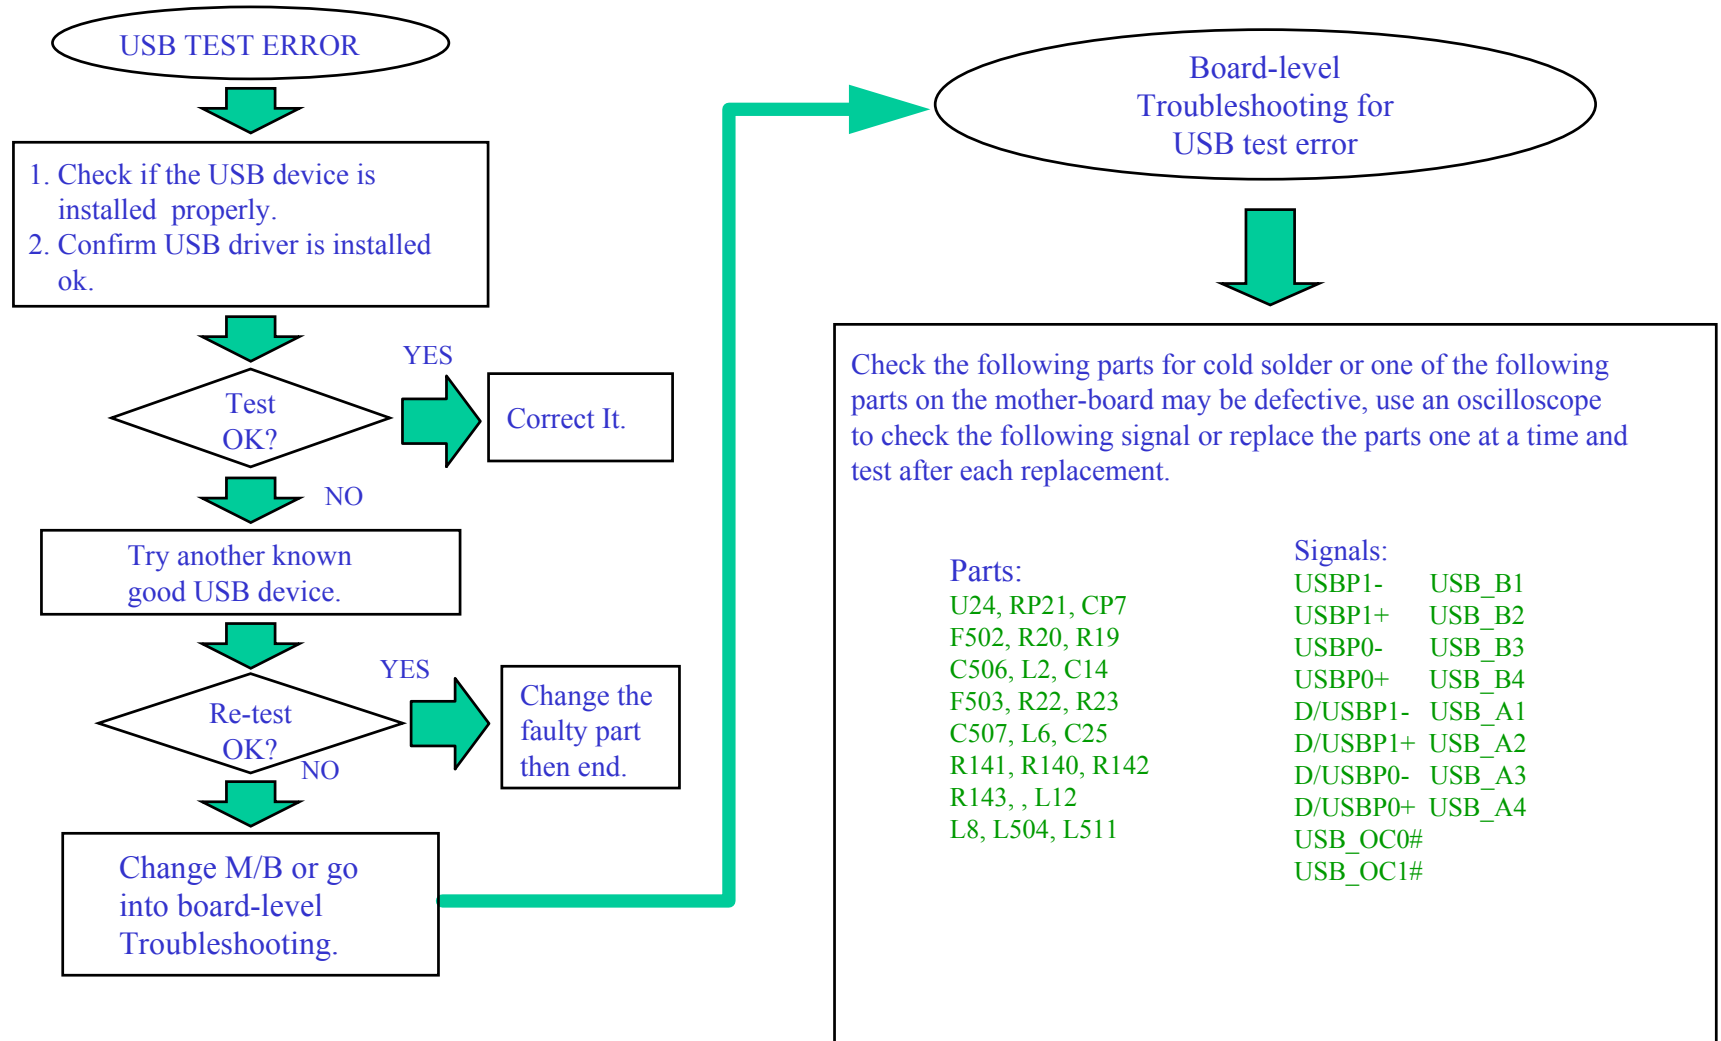 USB TEST ERROR
1. Check if the USB device is
installed properly.
2. Confirm USB driver is installed
ok.
Test
OK?
YES
Correct It.
NO
Try another known
good USB device.
Re-test
OK?
YES
Change the
faulty part
then end.
NO
Change M/B or go
into board-level
Troubleshooting.
Board-level
Troubleshooting for
USB test error
Check the following parts for cold solder or one of the following
parts on the mother-board may be defective, use an oscilloscope
to check the following signal or replace the parts one at a time and
test after each replacement.
Parts:
U24, RP21, CP7
F502, R20, R19
C506, L2, C14
F503, R22, R23
C507, L6, C25
R141, R140, R142
R143, , L12
L8, L504, L511
Signals:
USBP1- USB_B1
USBP1+ USB_B2
USBP0- USB_B3
USBP0+ USB_B4
D/USBP1- USB_A1
D/USBP1+ USB_A2
D/USBP0- USB_A3
D/USBP0+ USB_A4
USB_OC0#
USB_OC1#